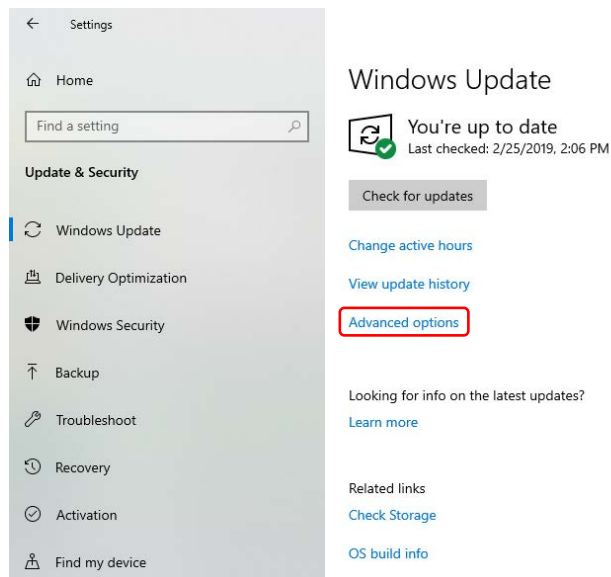 Settings
Home
Find a setting
Update & Security
Windows Update
Delivery Optimization
Windows Security
Backup
Troubleshoot
Recovery
Activation
Find my device
Windows Update
You're up to date
Last checked: 2/25/2019, 2:06 PM
Check for updates
Change active hours
View update history
Advanced options
Looking for info on the latest updates?
Learn more
Related links
Check Storage
OS build info